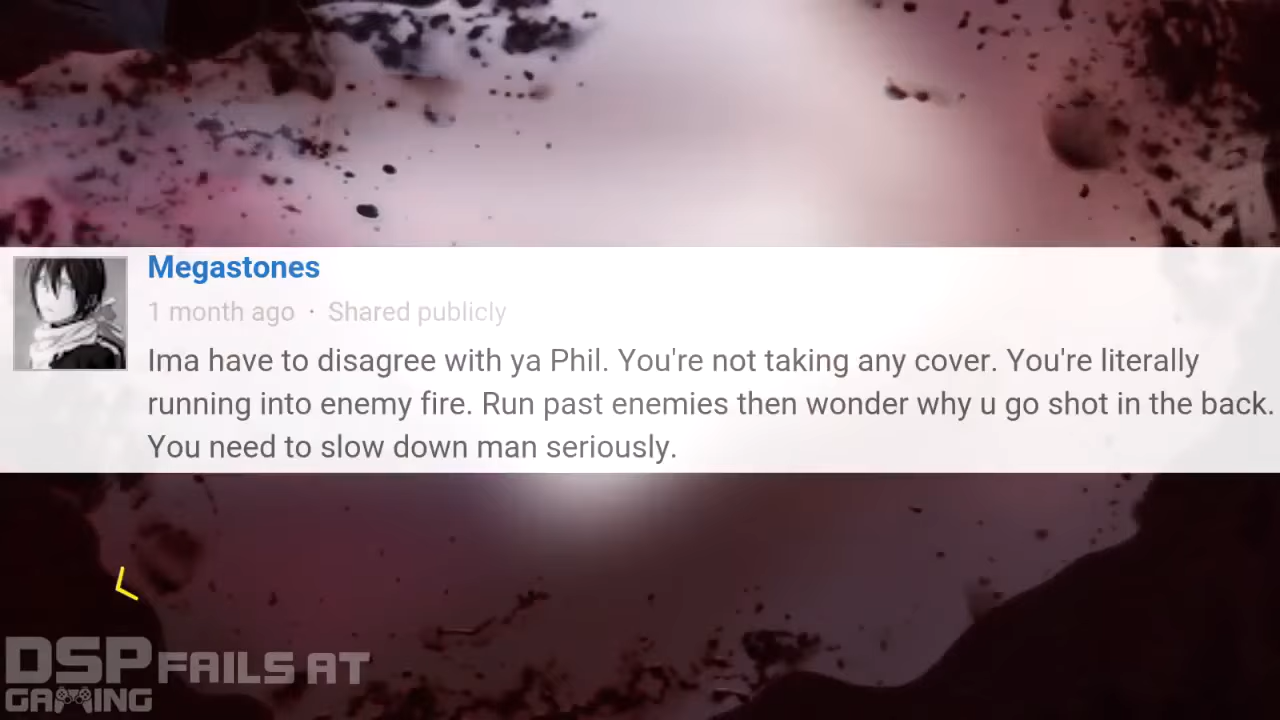 Megastones
1 month ago · Shared publicly
Ima have to disagree with ya Phil. You're not taking any cover. You're literally
running into enemy fire. Run past enemies then wonder why u go shot in the back.
You need to slow down man seriously.
DSP FAILS AT
GAMING